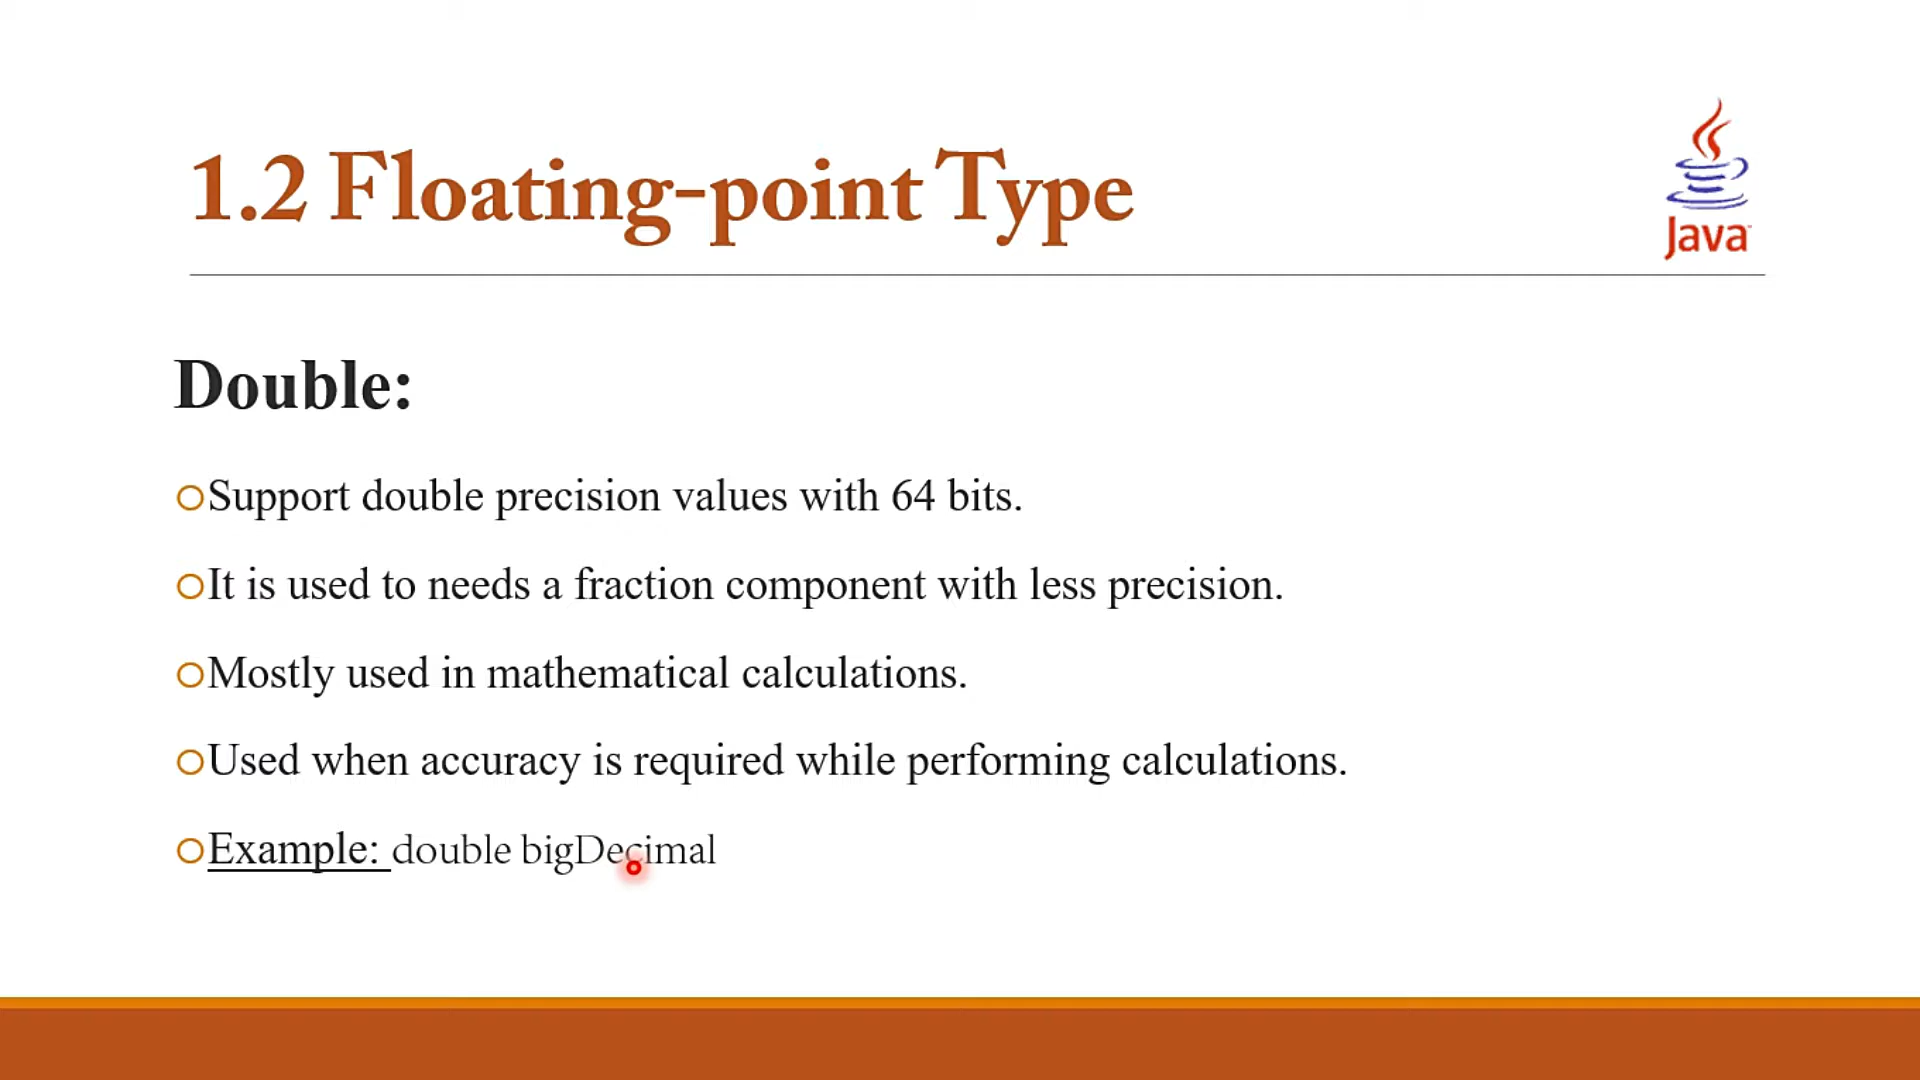 1.2 Floating-point Type
Java
Double:
Support double precision values with 64 bits.
It is used to needs a fraction component with less precision.
Mostly used in mathematical calculations.
Used when accuracy is required while performing calculations.
Example: double bigDecimal